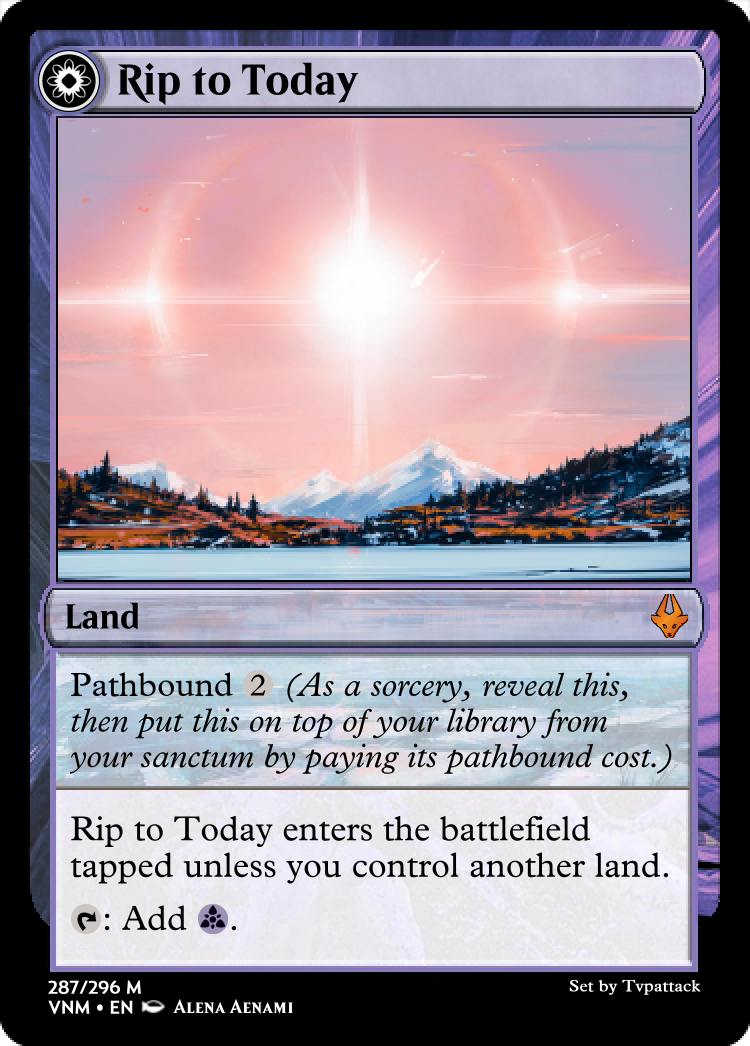 Rip to Today
Land
Pathbound 2 (As a sorcery, reveal this,
then put this on top of your library from
your sanctum by paying its pathbound cost.)
Rip to Today enters the battlefield
tapped unless you control another land.
: Add .
287/296 M
VNM • EN ALENA AENAMI
Set by Tvpattack